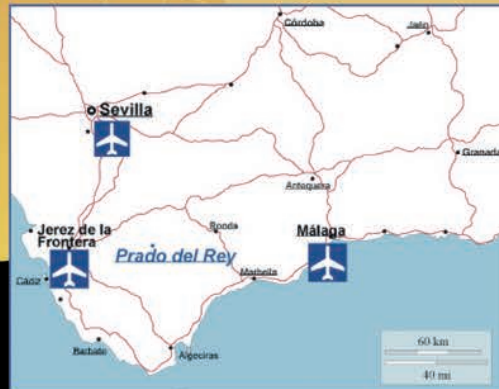 Córdoba
Jaén
Sevilla
Granada
Antequera
Jerez de la
Frontera
Ronda
Málaga
Prado del Rey
Cádiz
Marbella
Barbate
Algeciras
60 km
40 mi